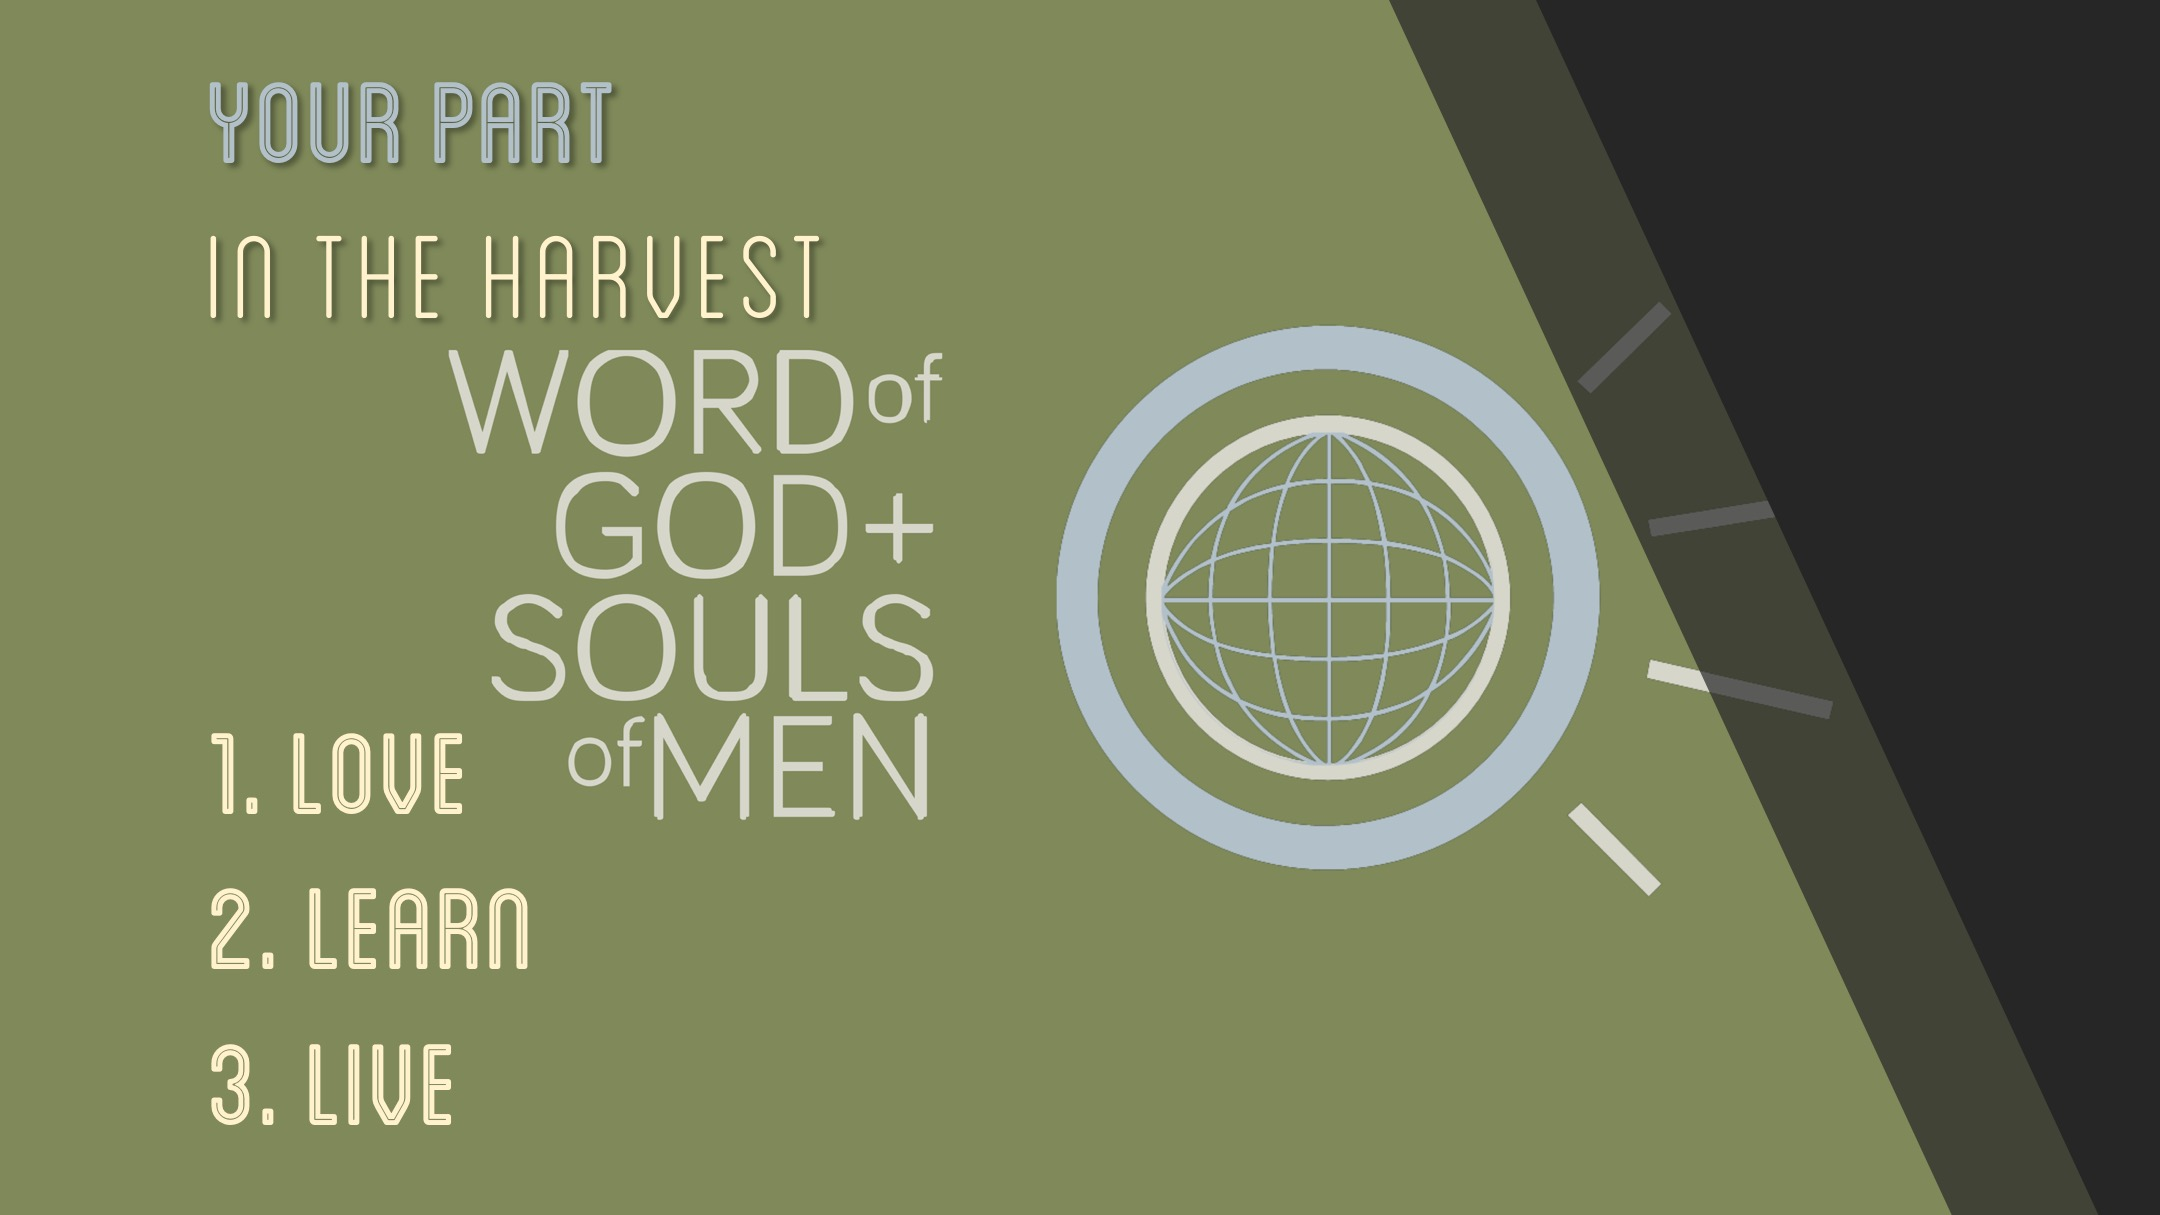 YOUR PART
IN THE HARVEST
WORD of
GOD+
SOULS
of MEN
1. LOVE
2. LEARN
3. LIVE